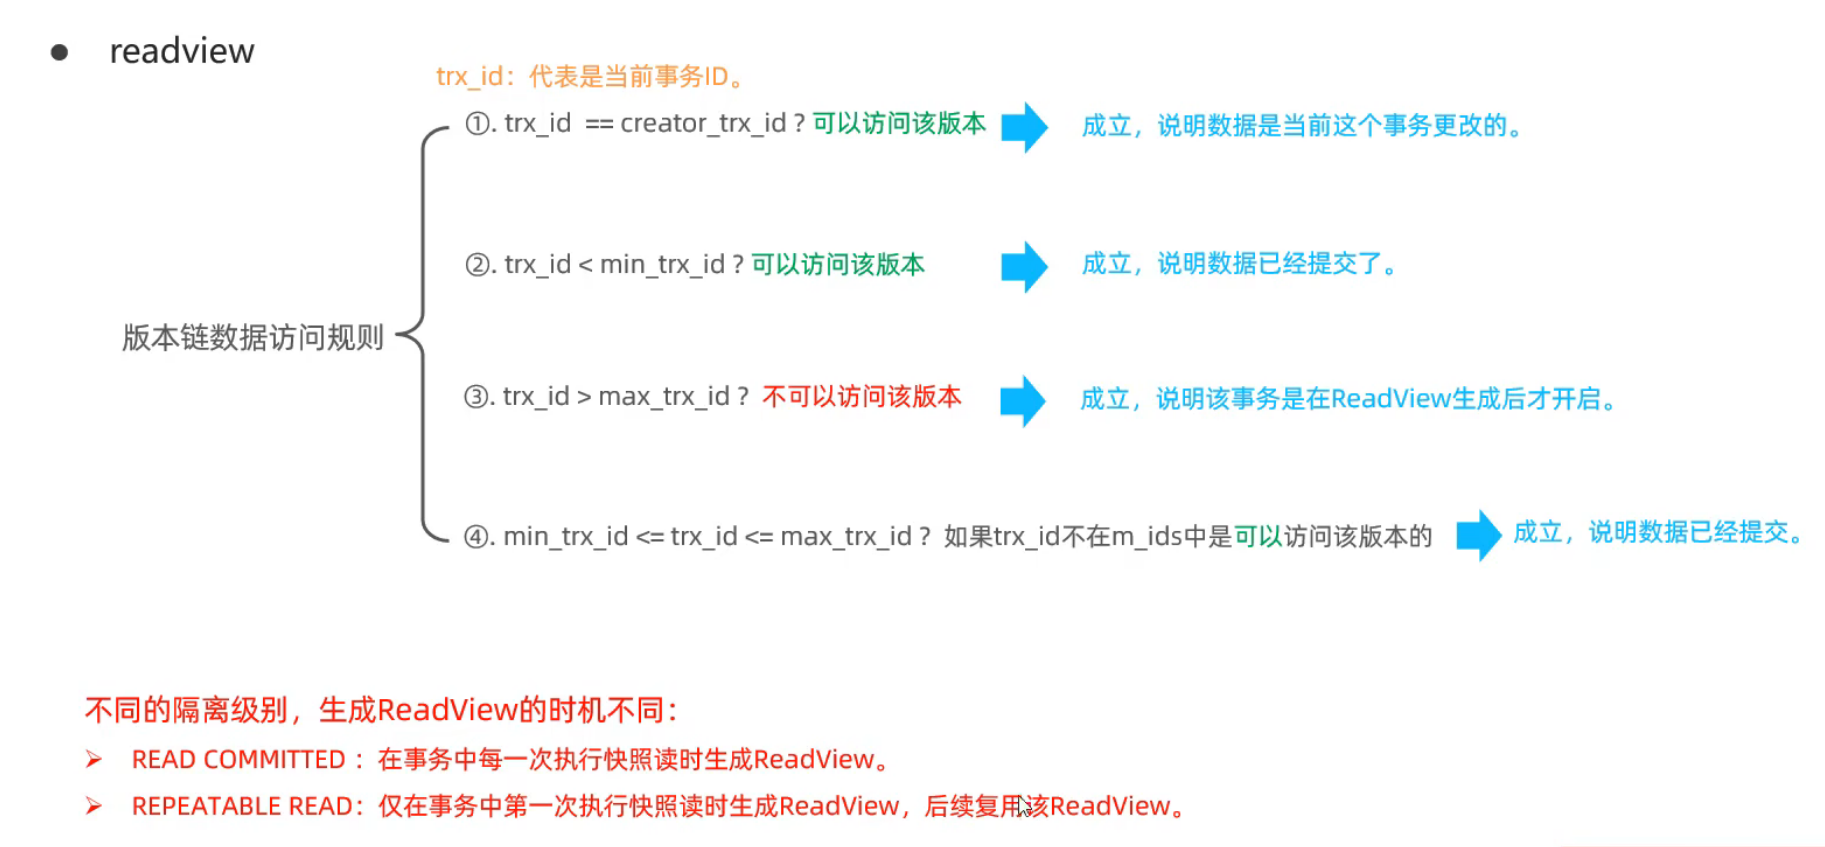 ● readview
trx_id：代表是当前事务ID。
①. trx_id == creator_trx_id ? 可以访问该版本 成立，说明数据是当前这个事务更改的。
②. trx_id < min_trx_id ? 可以访问该版本 成立，说明数据已经提交了。
版本链数据访问规则
③. trx_id > max_trx_id ? 不可以访问该版本 成立，说明该事务是在ReadView生成后才开启。
④. min_trx_id <= trx_id <= max_trx_id ? 如果trx_id不在m_ids中是可以访问该版本的 成立，说明数据已经提交。
不同的隔离级别，生成ReadView的时机不同：
➢ READ COMMITTED ：在事务中每一次执行快照读时生成ReadView。
➢ REPEATABLE READ：仅在事务中第一次执行快照读时生成ReadView，后续复用该ReadView。